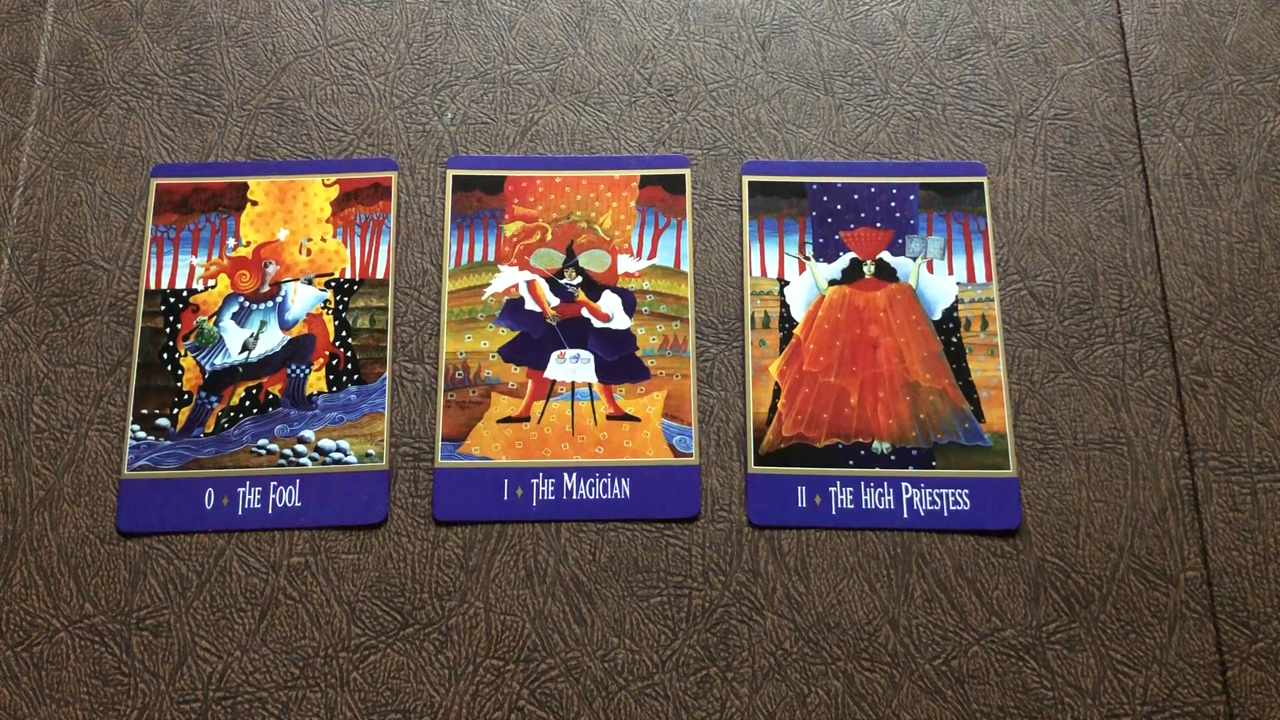 0 ♦ THE FOOL
I ♦ THE MAGICIAN
II ♦ THE HIGH PRIESTESS